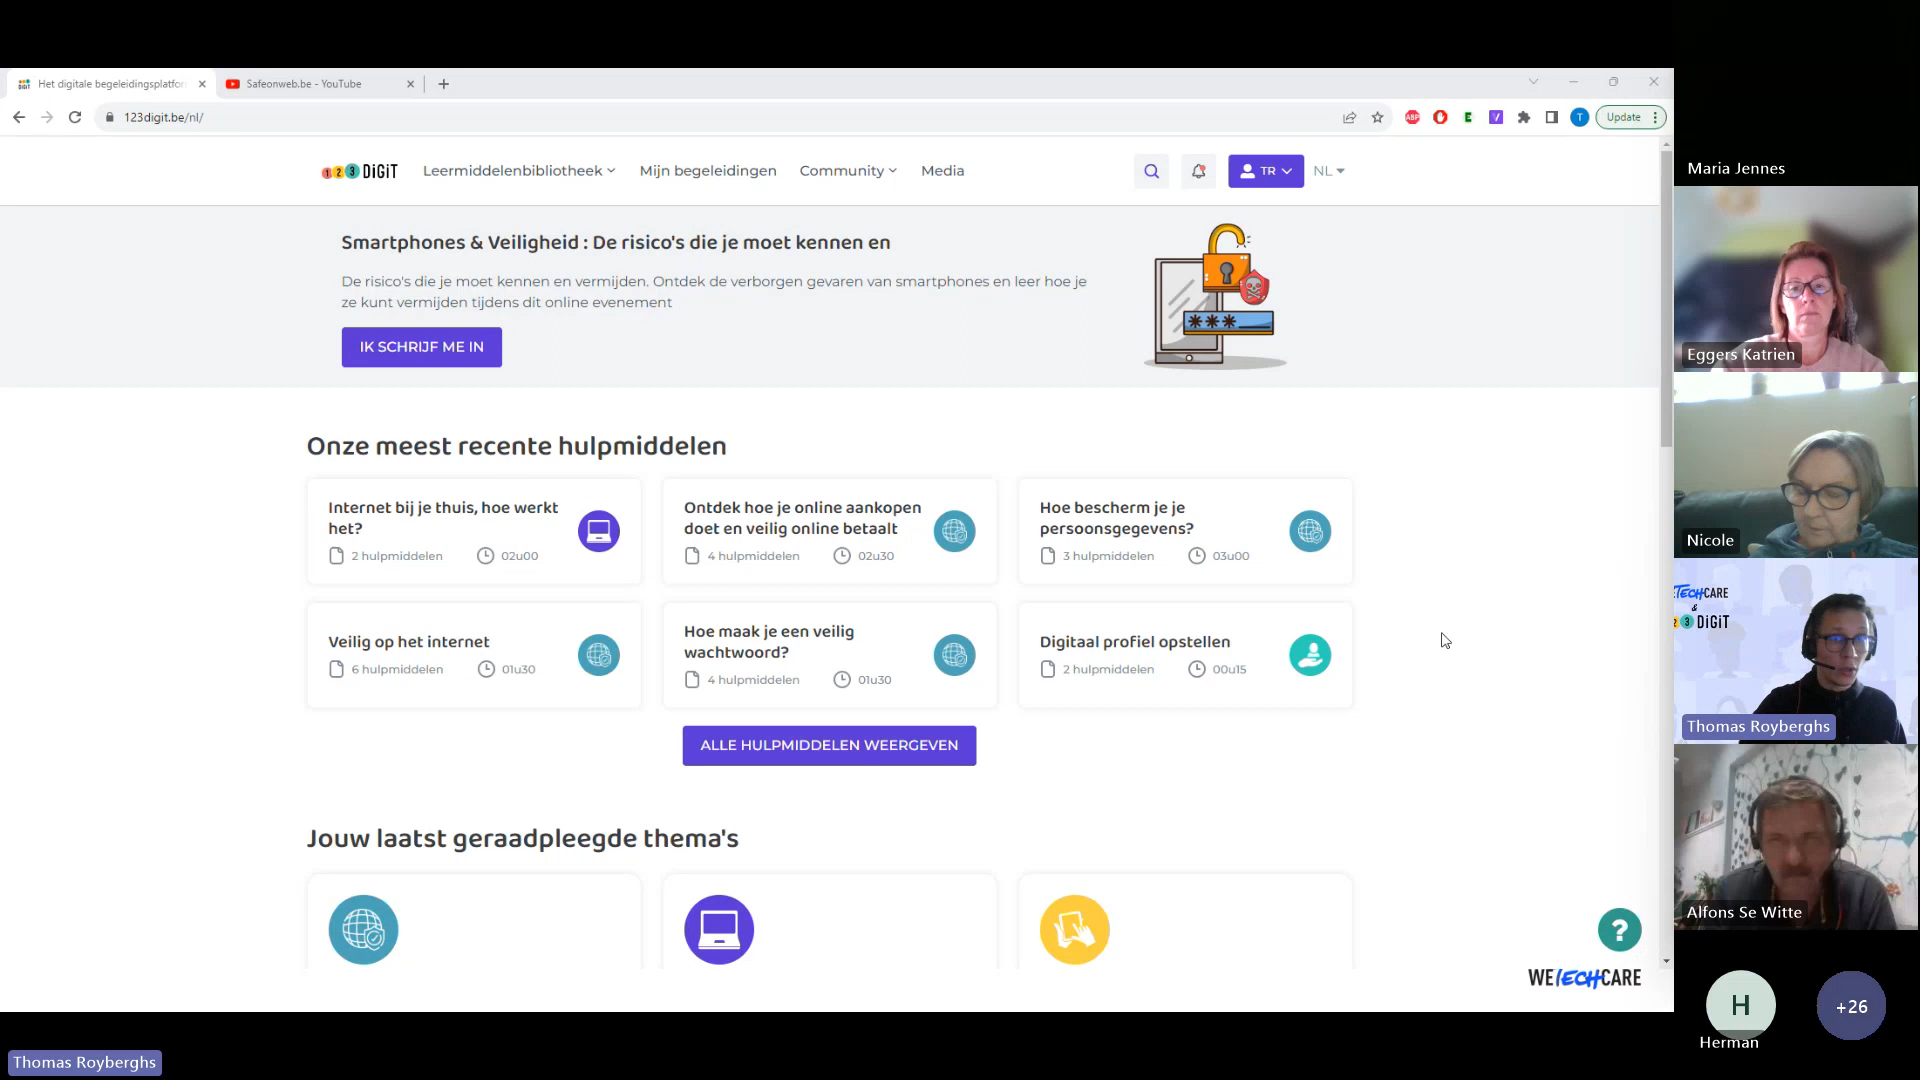 Het digitale begeleidingsplatfor
Safeonweb.be - YouTube
123digit.be/nl/
ABP
T
Update
1 2 3 DiGiT
Leermiddelenbibliotheek
Mijn begeleidingen
Community
Media
TR
NL
Smartphones & Veiligheid : De risico's die je moet kennen en
De risico's die je moet kennen en vermijden. Ontdek de verborgen gevaren van smartphones en leer hoe je
ze kunt vermijden tijdens dit online evenement
IK SCHRIJF ME IN
***
Onze meest recente hulpmiddelen
Internet bij je thuis, hoe werkt
het?
2 hulpmiddelen
02u00
Ontdek hoe je online aankopen
doet en veilig online betaalt
4 hulpmiddelen
02u30
Hoe bescherm je je
persoonsgegevens?
3 hulpmiddelen
03u00
Veilig op het internet
6 hulpmiddelen
01u30
Hoe maak je een veilig
wachtwoord?
4 hulpmiddelen
01u30
Digitaal profiel opstellen
2 hulpmiddelen
00u15
ALLE HULPMIDDELEN WEERGEVEN
Jouw laatst geraadpleegde thema's
?
WETECHCARE
Maria Jennes
Eggers Katrien
Nicole
ETECHCARE
&
2 3 DiGiT
Thomas Royberghs
Alfons Se Witte
H
Herman
+26
Thomas Royberghs